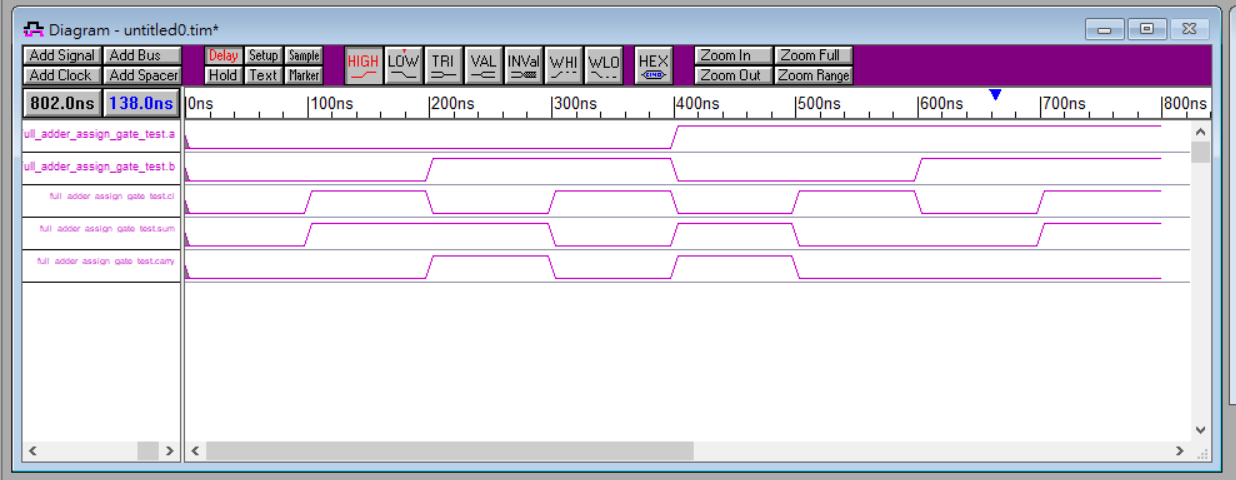 Diagram - untitled0.tim*
Add Signal Add Bus Delay Setup Sample HIGH LOW TRI VAL INVal WHI WLO HEX Zoom In Zoom Full
Add Clock Add Spacer Hold Text Marker Zoom Out Zoom Range
802.0ns 138.0ns 0ns 100ns 200ns 300ns 400ns 500ns 600ns 700ns 800ns
ull_adder_assign_gate_test.a
ull_adder_assign_gate_test.b
full_adder_assign_gate_test.ci
full_adder_assign_gate_test.sum
full_adder_assign_gate_test.carry